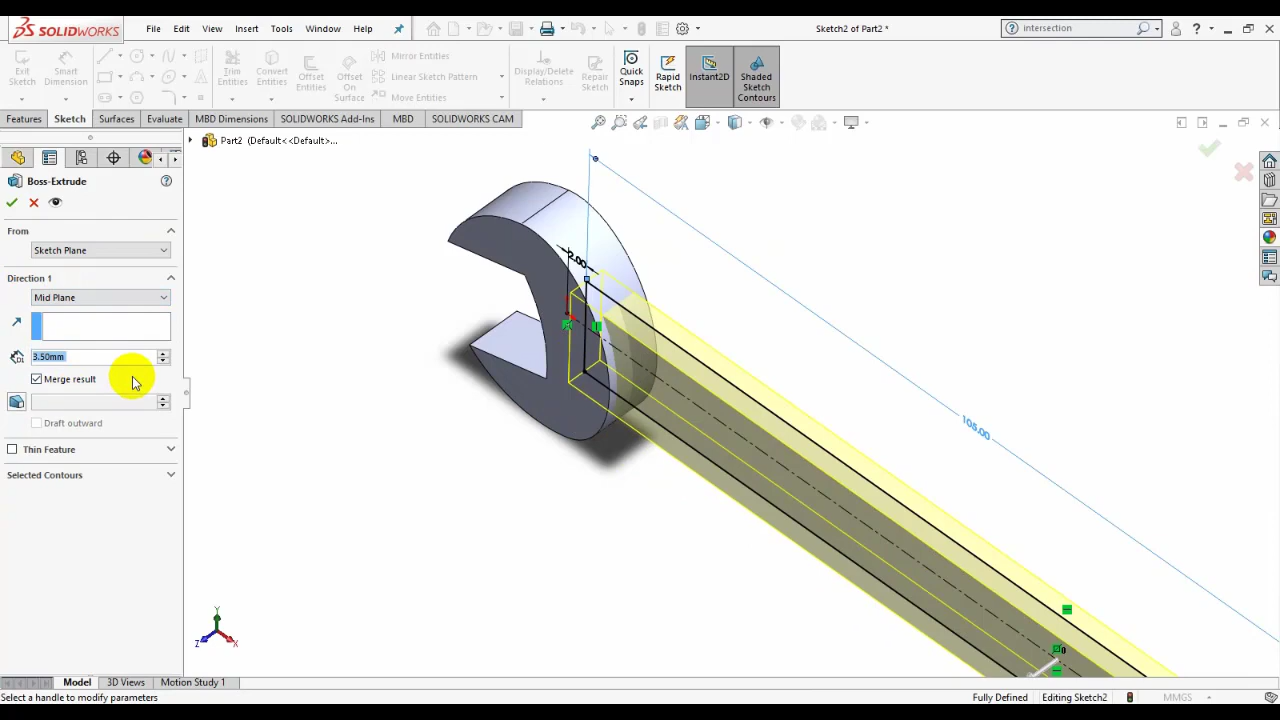 SOLIDWORKS File Edit View Insert Tools Window Help Sketch2 of Part2 * intersection
Exit Sketch Smart Dimension Trim Entities Convert Entities Offset Entities Offset On Surface Mirror Entities Linear Sketch Pattern Move Entities Display/Delete Relations Repair Sketch Quick Snaps Rapid Sketch Instant2D Shaded Sketch Contours
Features Sketch Surfaces Evaluate MBD Dimensions SOLIDWORKS Add-Ins MBD SOLIDWORKS CAM
Part2 (Default<<Default>...
Boss-Extrude
From
Sketch Plane
2.00
Direction 1
Mid Plane
D1 3.50mm
Merge result
Draft outward
105.00
Thin Feature
Selected Contours
Y
Z X
Model 3D Views Motion Study 1
Select a handle to modify parameters Fully Defined Editing Sketch2 MMGS